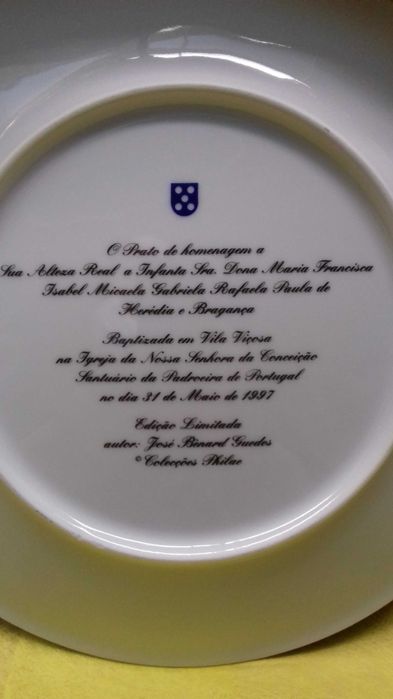 O Prato de homenagem a
Sua Alteza Real a Infanta Sra. Dona Maria Francisca
Isabel Micaela Gabriela Rafaela Paula de
Herédia e Bragança
Baptizada em Vila Viçosa
na Igreja da Nossa Senhora da Conceição
Santuário da Padroeira de Portugal
no dia 31 de Maio de 1997
Edição Limitada
autor: José Bénard Guedes
©Colecções Philae